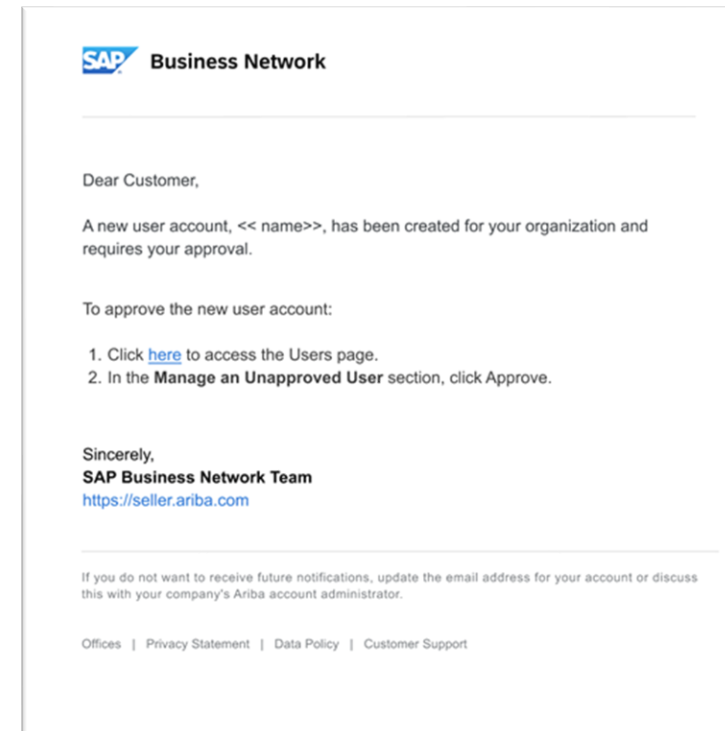 SAP Business Network
Dear Customer,
A new user account, << name>>, has been created for your organization and
requires your approval.
To approve the new user account:
1. Click here to access the Users page.
2. In the Manage an Unapproved User section, click Approve.
Sincerely,
SAP Business Network Team
https://seller.ariba.com
If you do not want to receive future notifications, update the email address for your account or discuss
this with your company's Ariba account administrator.
Offices | Privacy Statement | Data Policy | Customer Support